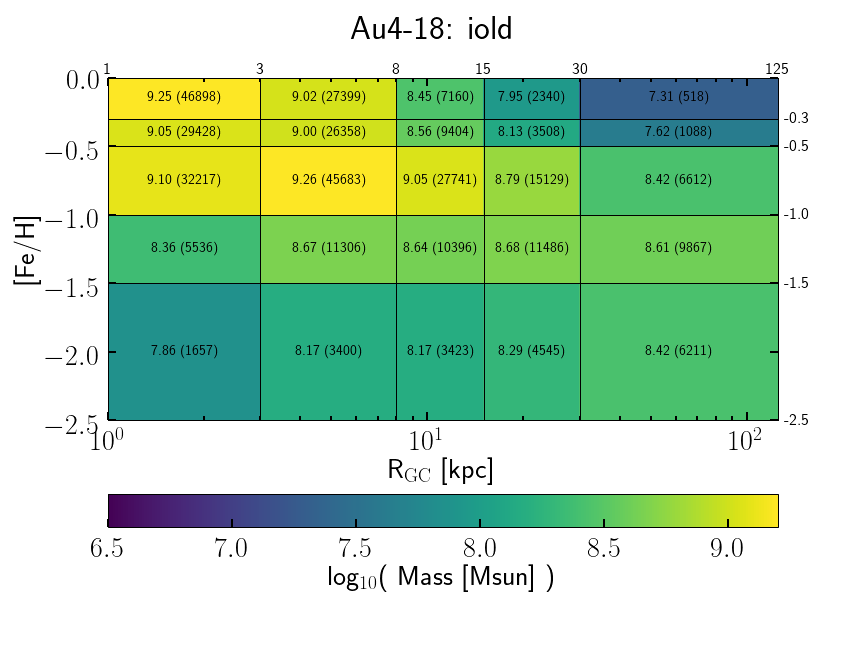 Au4-18: iold
1 3 8 15 30 125
0.0 9.25 (46898) 9.02 (27399) 8.45 (7160) 7.95 (2340) 7.31 (518)
-0.3
9.05 (29428) 9.00 (26358) 8.56 (9404) 8.13 (3508) 7.62 (1088)
−0.5 -0.5
9.10 (32217) 9.26 (45683) 9.05 (27741) 8.79 (15129) 8.42 (6612)
−1.0 -1.0
[Fe/H]
8.36 (5536) 8.67 (11306) 8.64 (10396) 8.68 (11486) 8.61 (9867)
−1.5 -1.5
−2.0 7.86 (1657) 8.17 (3400) 8.17 (3423) 8.29 (4545) 8.42 (6211)
−2.5 -2.5
10⁰ 10¹ 10²
R_GC [kpc]
6.5 7.0 7.5 8.0 8.5 9.0
log₁₀( Mass [Msun] )